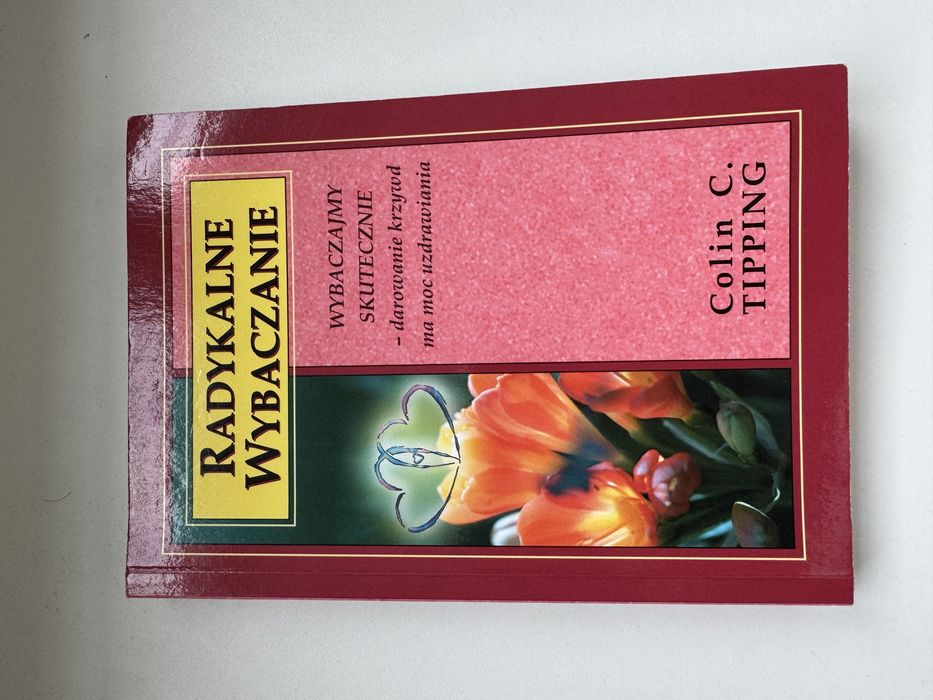 RADYKALNE
WYBACZANIE
WYBACZAJMY
SKUTECZNIE
– darowanie krzywd
ma moc uzdrawiania
Colin C.
TIPPING